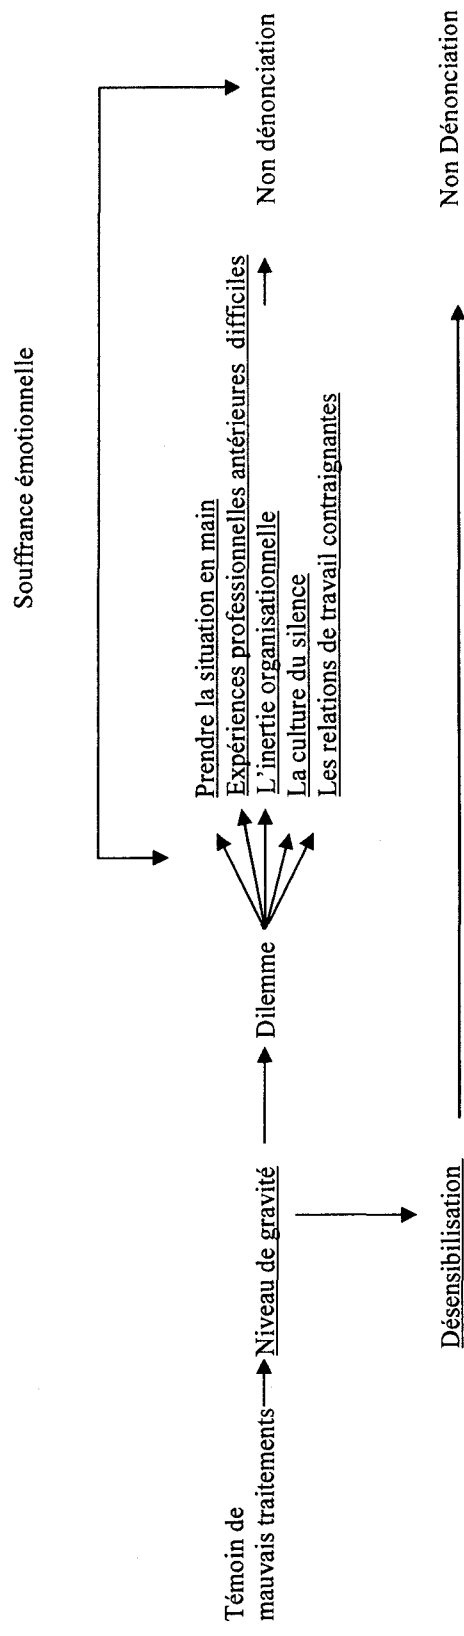 Souffrance émotionnelle
Prendre la situation en main
Expériences professionnelles antérieures difficiles
L'inertie organisationnelle
La culture du silence
Les relations de travail contraignantes
Témoin de
mauvais traitements
Niveau de gravité
Dilemme
Non dénonciation
Désensibilisation
Non Dénonciation